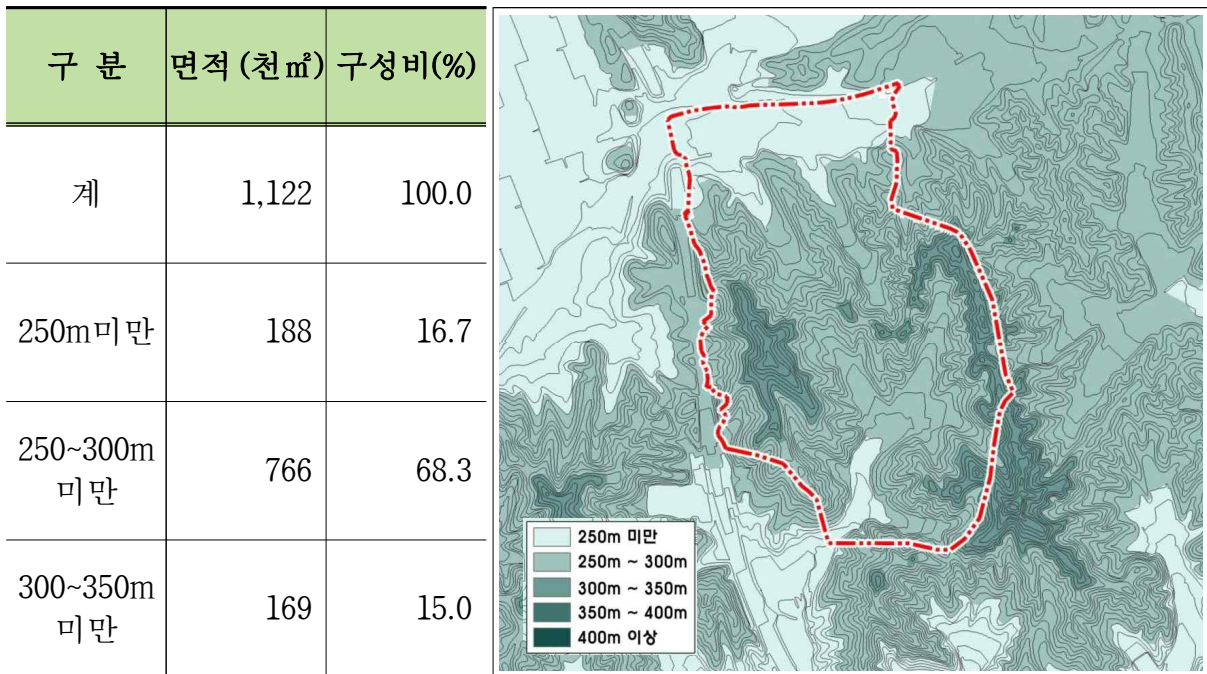 구 분 면적(천㎡) 구성비(%)
계 1,122 100.0
250m미만 188 16.7
250~300m
미만 766 68.3
300~350m
미만 169 15.0
250m 미만
250m ~ 300m
300m ~ 350m
350m ~ 400m
400m 이상